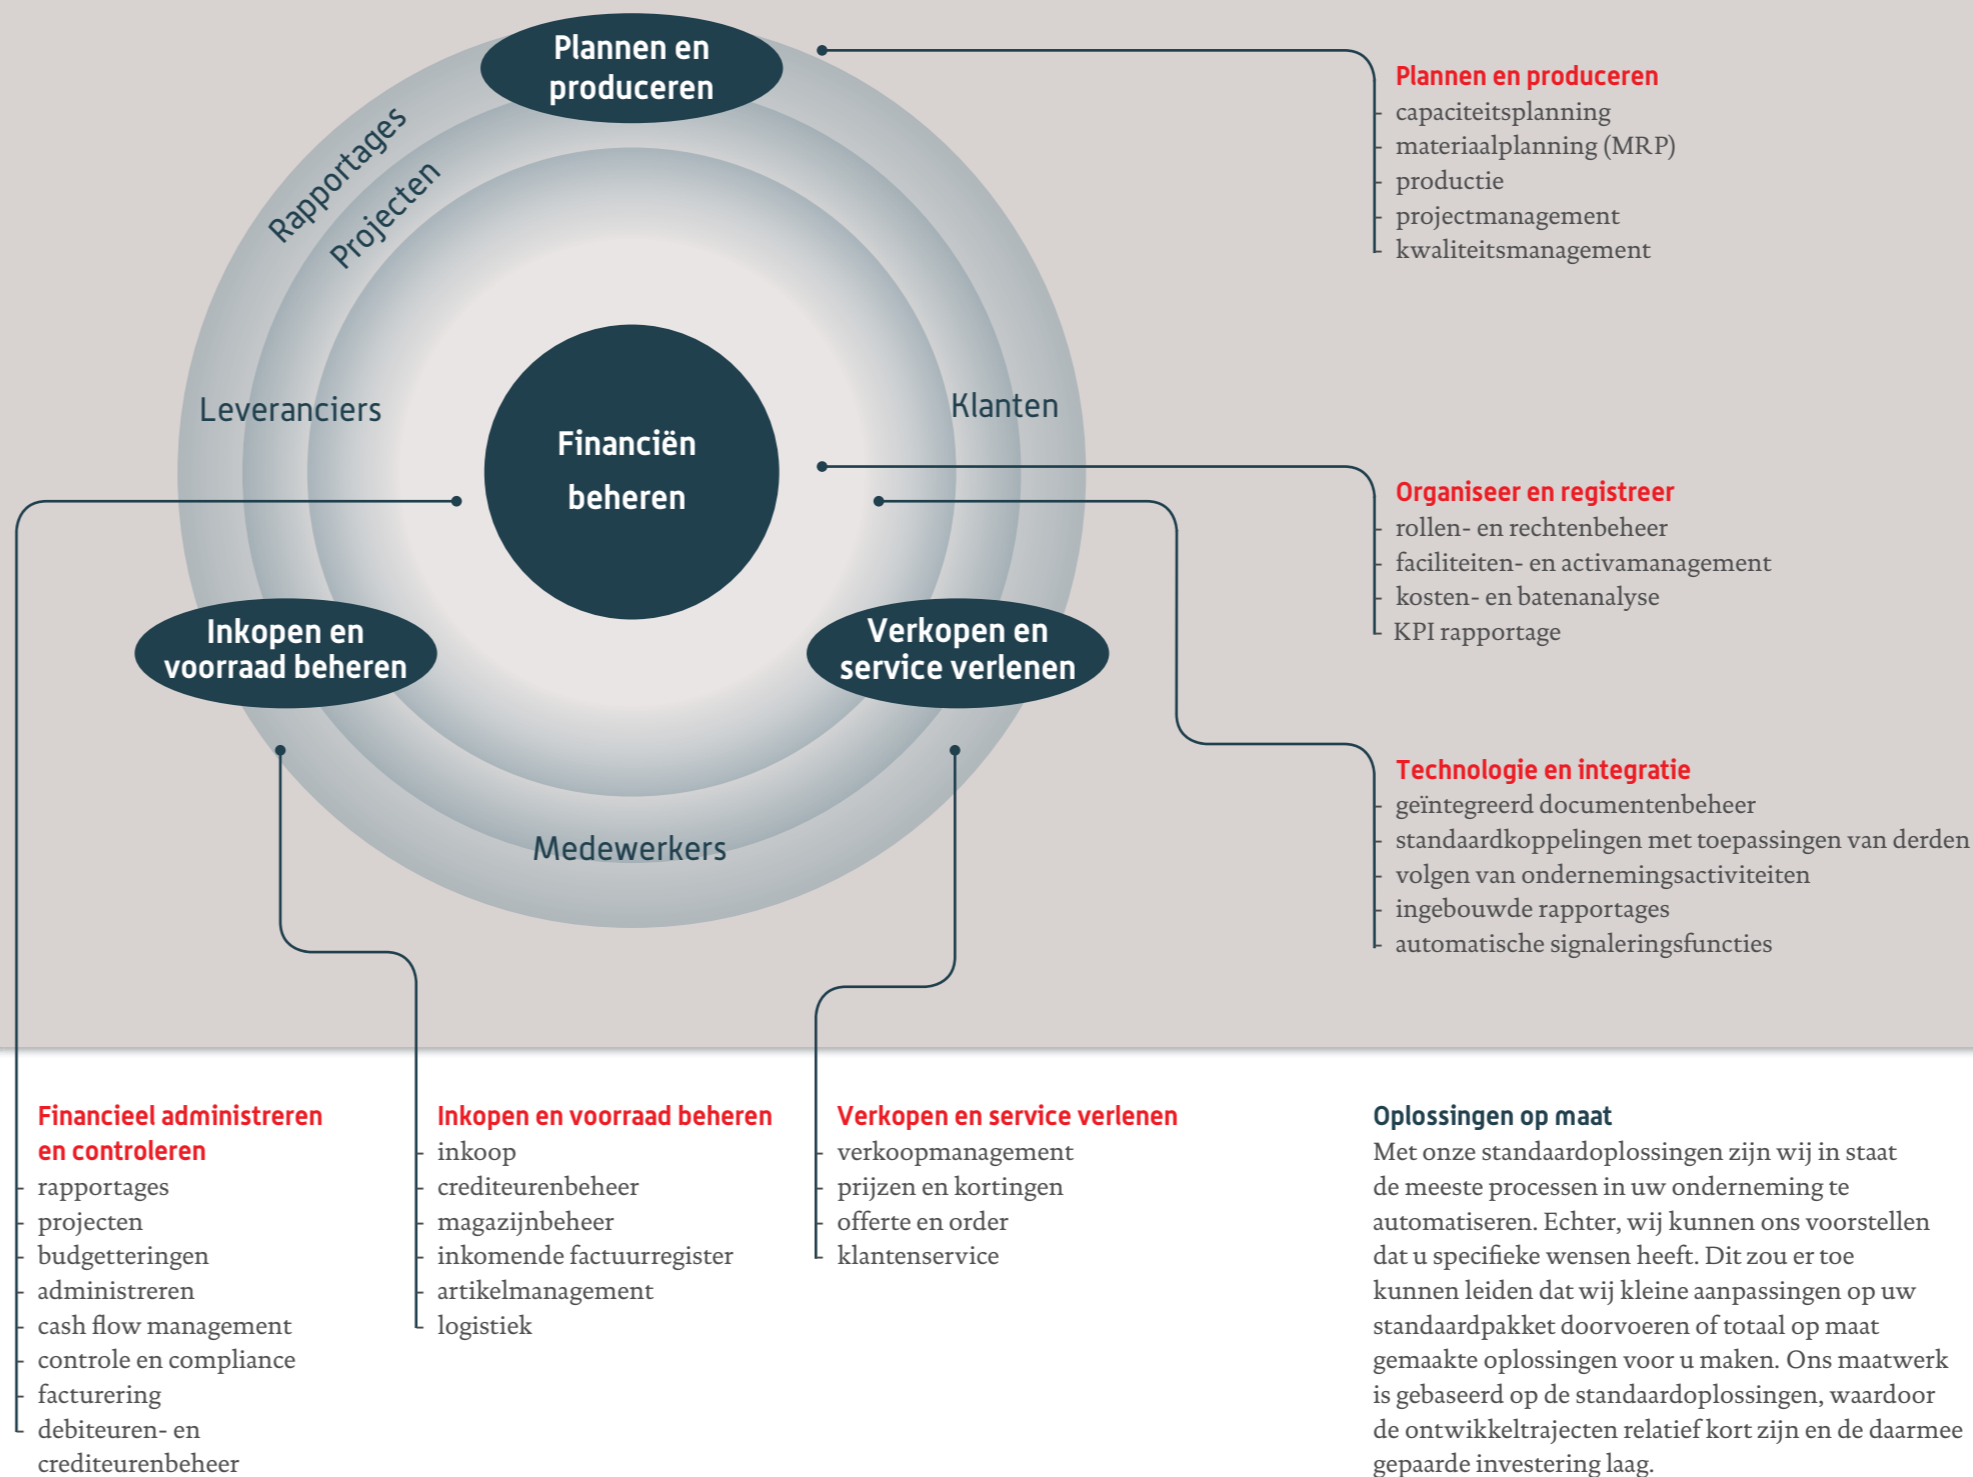 Plannen en
produceren
Rapportages
Projecten
Leveranciers
Klanten
Financiën
beheren
Inkopen en
voorraad beheren
Verkopen en
service verlenen
Medewerkers
Plannen en produceren
- capaciteitsplanning
- materiaalplanning (MRP)
- productie
- projectmanagement
- kwaliteitsmanagement
Organiseer en registreer
- rollen- en rechtenbeheer
- faciliteiten- en activamanagement
- kosten- en batenanalyse
- KPI rapportage
Technologie en integratie
- geïntegreerd documentenbeheer
- standaardkoppelingen met toepassingen van derden
- volgen van ondernemingsactiviteiten
- ingebouwde rapportages
- automatische signaleringsfuncties
Financieel administreren
en controleren
- rapportages
- projecten
- budgetteringen
- administreren
- cash flow management
- controle en compliance
- facturering
- debiteuren- en
crediteurenbeheer
Inkopen en voorraad beheren
- inkoop
- crediteurenbeheer
- magazijnbeheer
- inkomende factuurregister
- artikelmanagement
- logistiek
Verkopen en service verlenen
- verkoopmanagement
- prijzen en kortingen
- offerte en order
- klantenservice
Oplossingen op maat
Met onze standaardoplossingen zijn wij in staat
de meeste processen in uw onderneming te
automatiseren. Echter, wij kunnen ons voorstellen
dat u specifieke wensen heeft. Dit zou er toe
kunnen leiden dat wij kleine aanpassingen op uw
standaardpakket doorvoeren of totaal op maat
gemaakte oplossingen voor u maken. Ons maatwerk
is gebaseerd op de standaardoplossingen, waardoor
de ontwikkeltrajecten relatief kort zijn en de daarmee
gepaarde investering laag.